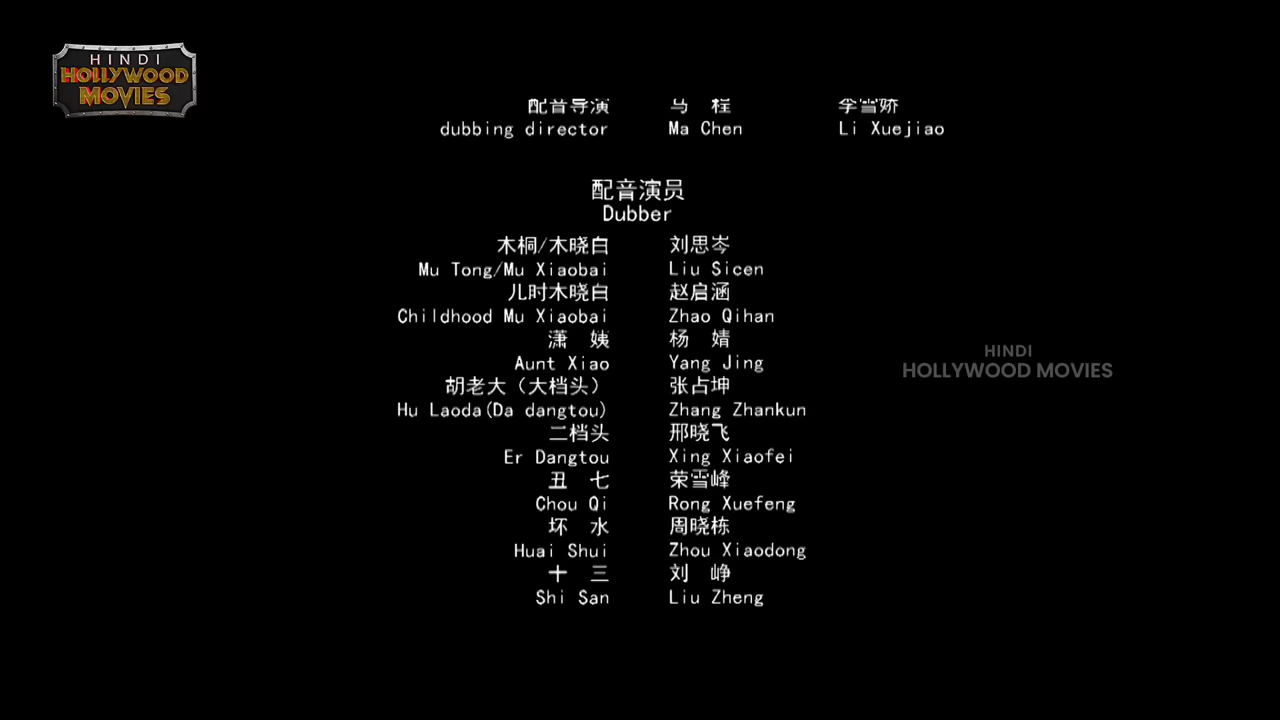 HINDI
HOLLYWOOD
MOVIES
配音导演 马 程 李雪骄
dubbing director Ma Chen Li Xuejiao
配音演员
Dubber
木桐/木晓白 刘思岑
Mu Tong/Mu Xiaobai Liu Sicen
儿时木晓白 赵启涵
Childhood Mu Xiaobai Zhao Qihan
潇 姨 杨 婧
Aunt Xiao Yang Jing
胡老大（大档头） 张占坤
Hu Laoda(Da dangtou) Zhang Zhankun
二档头 邢晓飞
Er Dangtou Xing Xiaofei
丑 七 荣雪峰
Chou Qi Rong Xuefeng
坏 水 周晓栋
Huai Shui Zhou Xiaodong
十 三 刘 峥
Shi San Liu Zheng
HINDI
HOLLYWOOD MOVIES